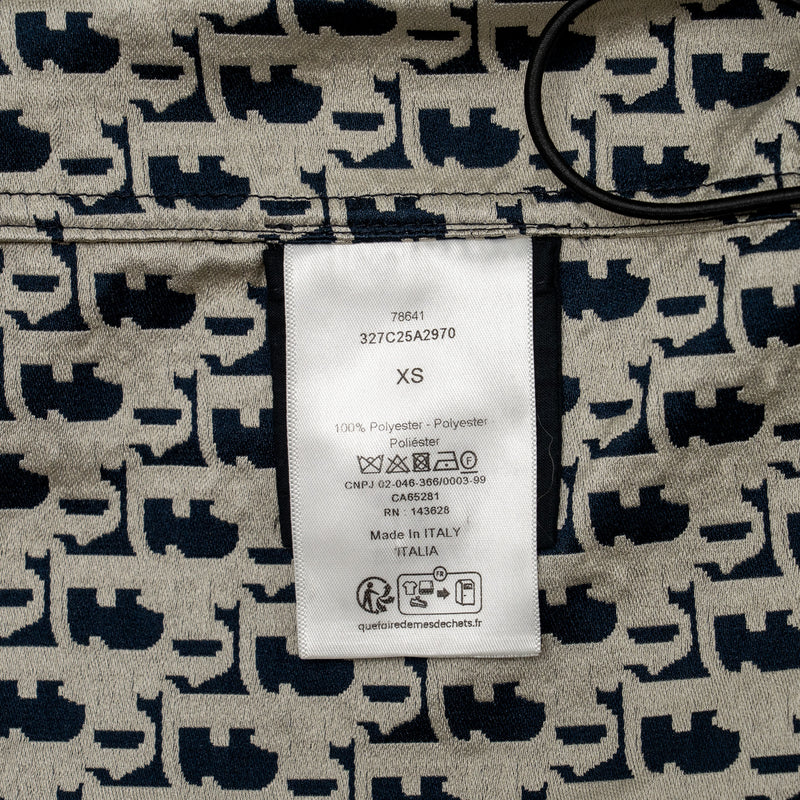 78641
327C25A2970
XS
100% Polyester - Polyester
Poliéster
F
CNPJ 02-046-366/0003-99
CA65281
RN : 143628
Made In ITALY
ITALIA
FR
quefairedemesdechets.fr